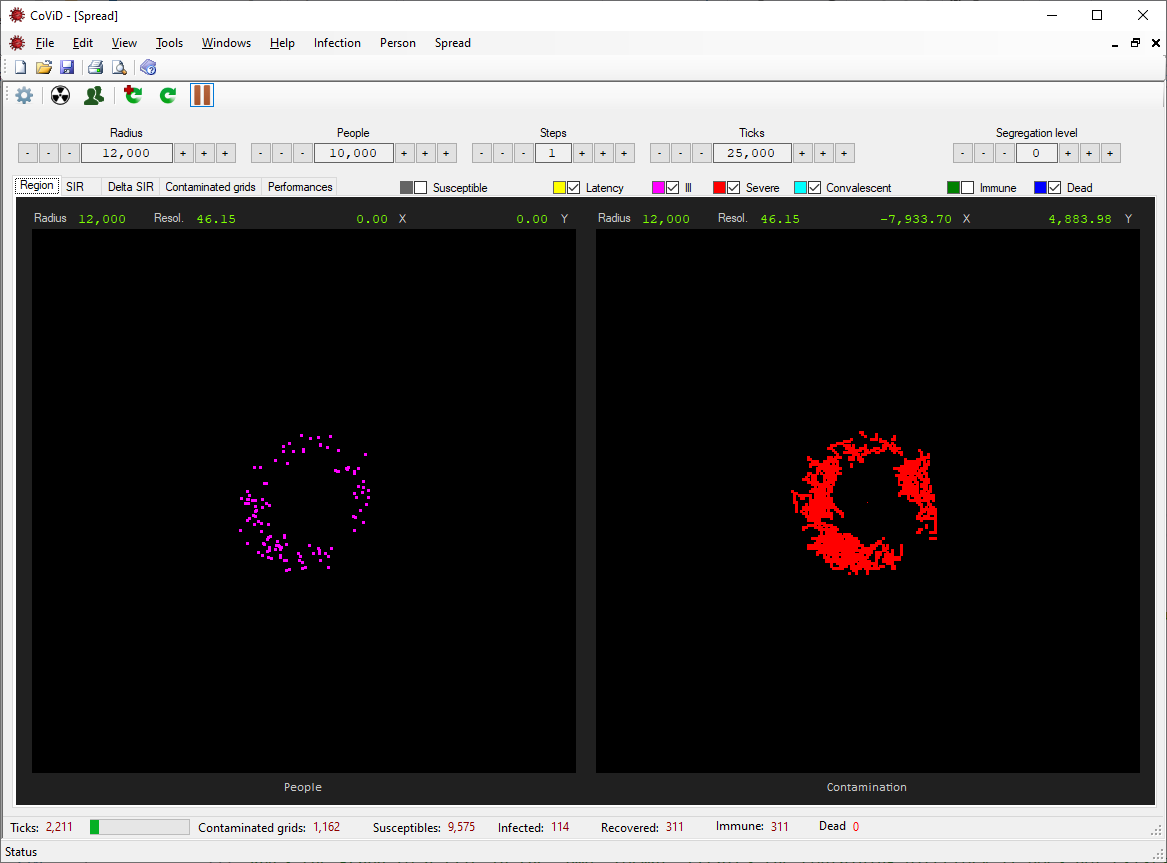 CoViD - [Spread]
File Edit View Tools Windows Help Infection Person Spread
Radius People Steps Ticks Segregation level
- - - 12,000 + + + - - - 10,000 + + + - - - 1 + + + - - - 25,000 + + + - - - 0 + + +
Region SIR Delta SIR Contaminated grids Performances Susceptible Latency Ill Severe Convalescent Immune Dead
Radius 12,000 Resol. 46.15 0.00 X 0.00 Y Radius 12,000 Resol. 46.15 -7,933.70 X 4,883.98 Y
People Contamination
Ticks: 2,211 Contaminated grids: 1,162 Susceptibles: 9,575 Infected: 114 Recovered: 311 Immune: 311 Dead 0
Status